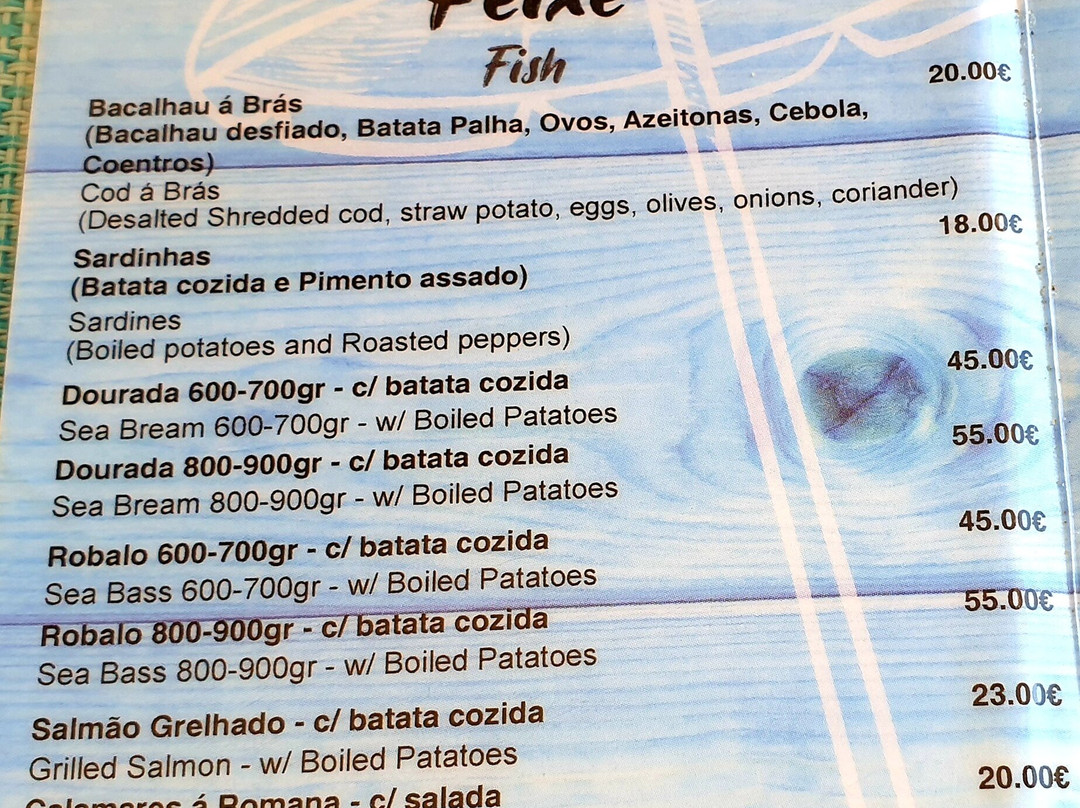 Peixe
Fish
Bacalhau á Brás 20.00€
(Bacalhau desfiado, Batata Palha, Ovos, Azeitonas, Cebola,
Coentros)
Cod á Brás
(Desalted Shredded cod, straw potato, eggs, olives, onions, coriander)
Sardinhas 18.00€
(Batata cozida e Pimento assado)
Sardines
(Boiled potatoes and Roasted peppers)
Dourada 600-700gr - c/ batata cozida 45.00€
Sea Bream 600-700gr - w/ Boiled Patatoes
Dourada 800-900gr - c/ batata cozida 55.00€
Sea Bream 800-900gr - w/ Boiled Patatoes
Robalo 600-700gr - c/ batata cozida 45.00€
Sea Bass 600-700gr - w/ Boiled Patatoes
Robalo 800-900gr - c/ batata cozida 55.00€
Sea Bass 800-900gr - w/ Boiled Patatoes
Salmão Grelhado - c/ batata cozida 23.00€
Grilled Salmon - w/ Boiled Patatoes
Calamares á Romana - c/ salada 20.00€